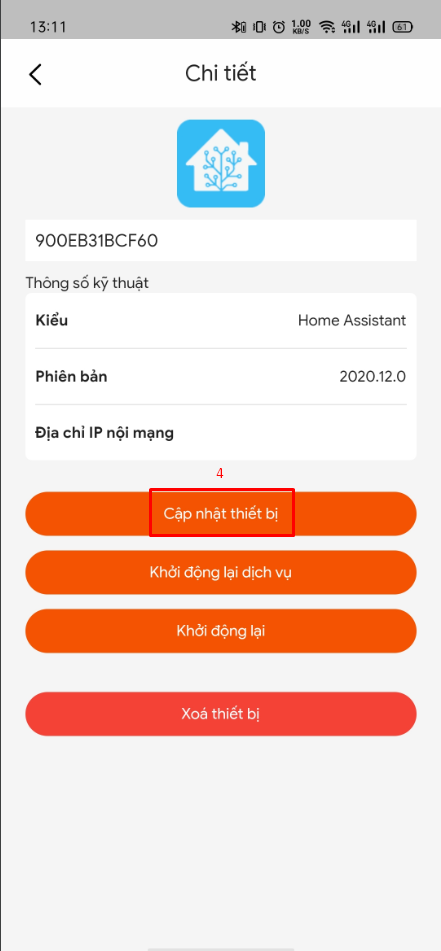 13:11 1.00 KB/S 4G 4G 61
Chi tiết
900EB31BCF60
Thông số kỹ thuật
Kiểu Home Assistant
Phiên bản 2020.12.0
Địa chỉ IP nội mạng
4
Cập nhật thiết bị
Khởi động lại dịch vụ
Khởi động lại
Xoá thiết bị